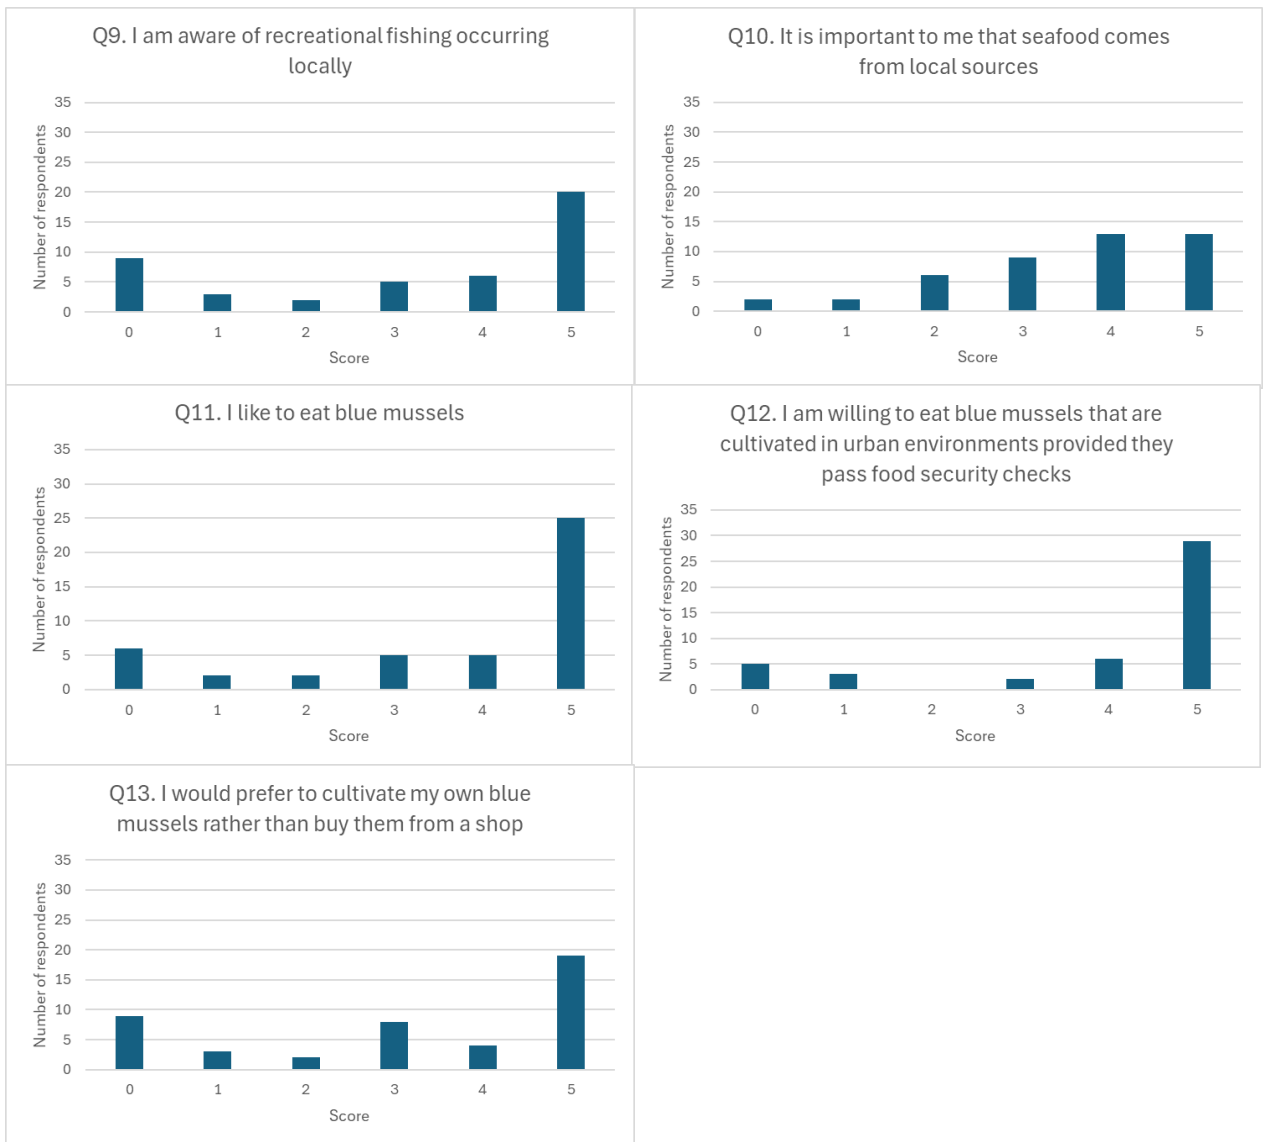 Q9. I am aware of recreational fishing occurring
locally
Number of respondents
35
30
25
20
15
10
5
0
0 1 2 3 4 5
Score
Q10. It is important to me that seafood comes
from local sources
Number of respondents
35
30
25
20
15
10
5
0
0 1 2 3 4 5
Score
Q11. I like to eat blue mussels
Number of respondents
35
30
25
20
15
10
5
0
0 1 2 3 4 5
Score
Q12. I am willing to eat blue mussels that are
cultivated in urban environments provided they
pass food security checks
Number of respondents
35
30
25
20
15
10
5
0
0 1 2 3 4 5
Score
Q13. I would prefer to cultivate my own blue
mussels rather than buy them from a shop
Number of respondents
35
30
25
20
15
10
5
0
0 1 2 3 4 5
Score